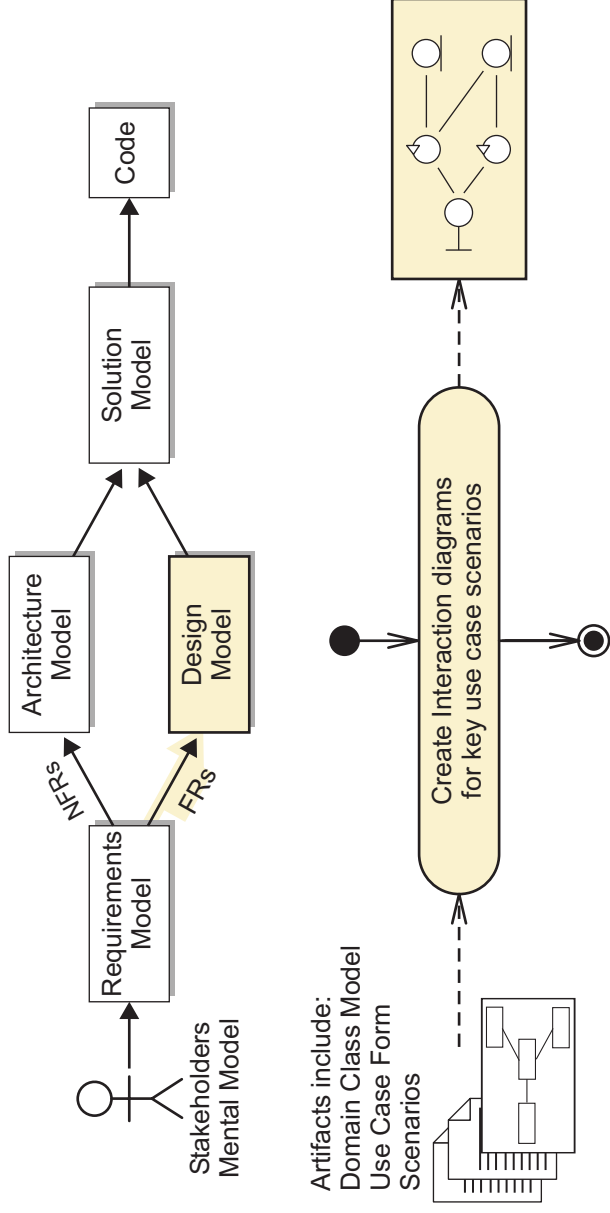 Stakeholders
Mental Model
Requirements
Model
NFRs
FRs
Architecture
Model
Design
Model
Solution
Model
Code
Artifacts include:
Domain Class Model
Use Case Form
Scenarios
Create Interaction diagrams
for key use case scenarios